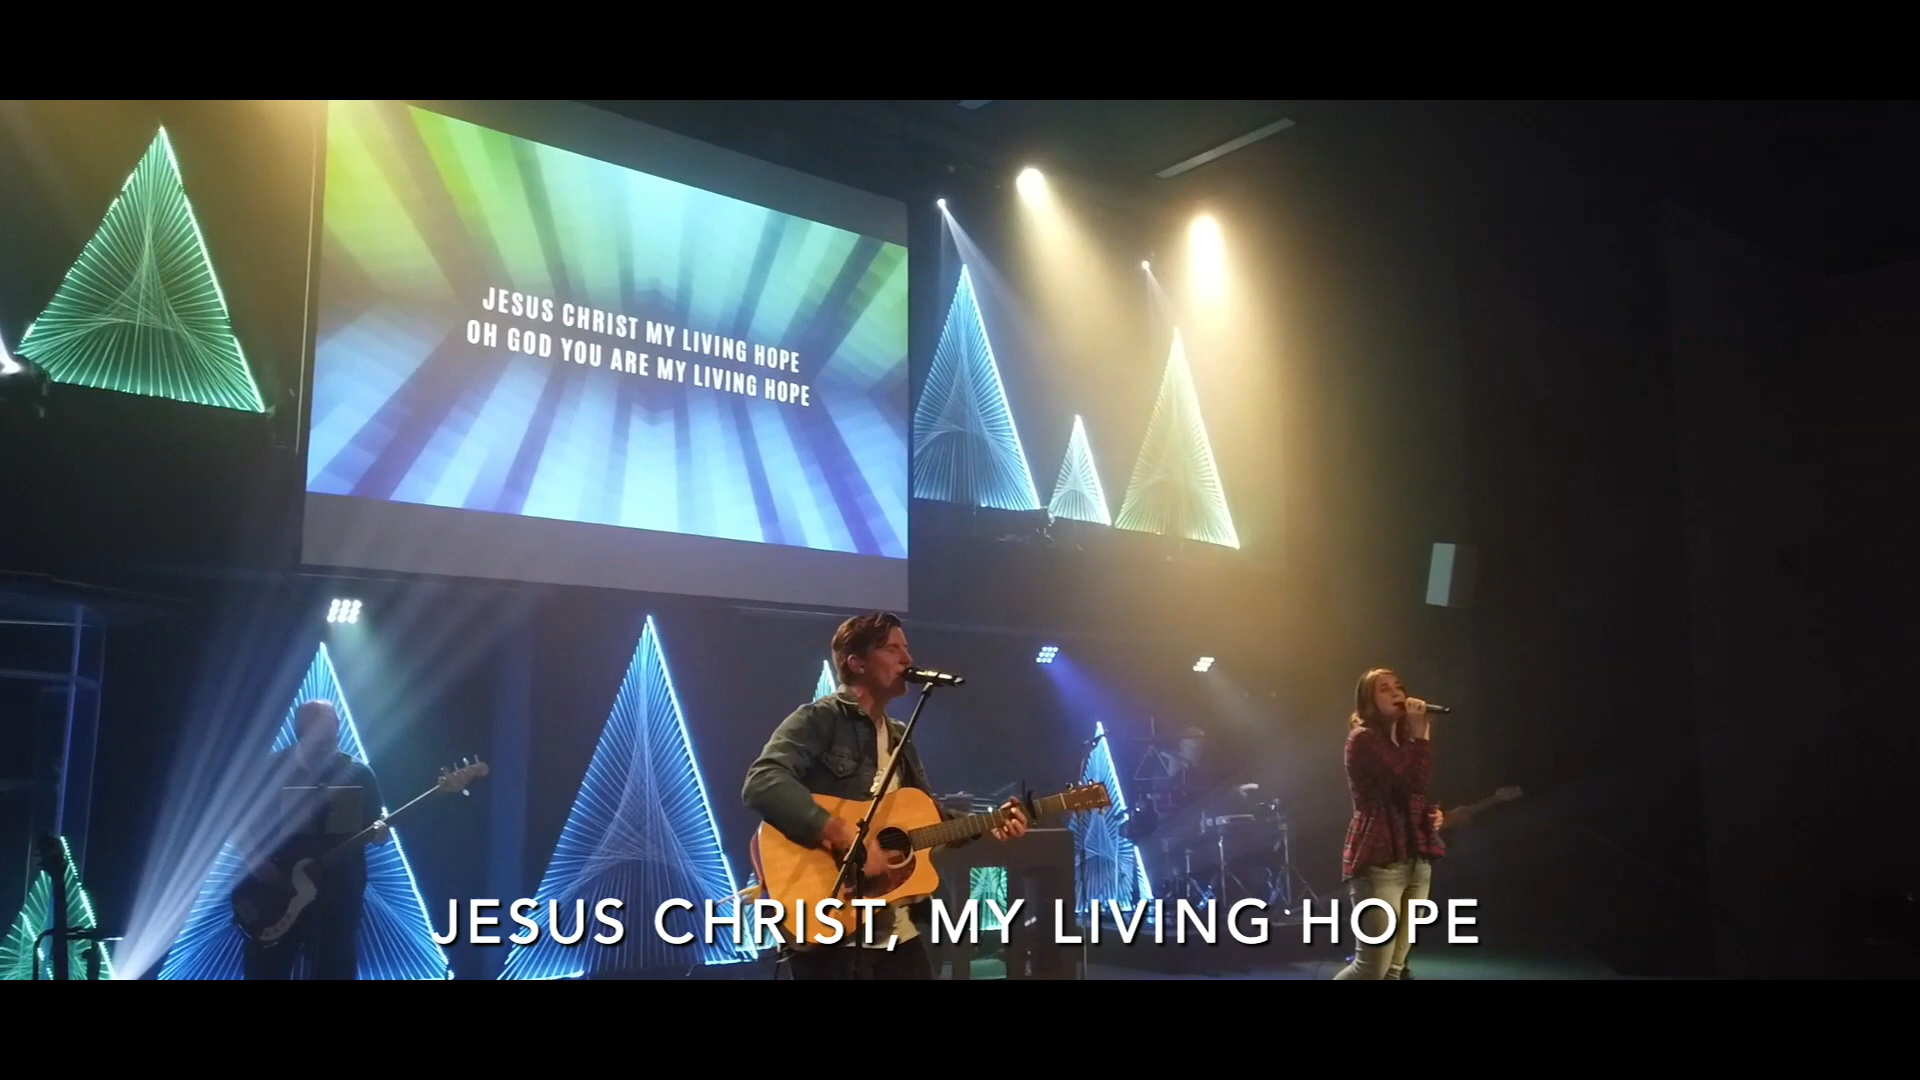 JESUS CHRIST MY LIVING HOPE
OH GOD YOU ARE MY LIVING HOPE
JESUS CHRIST, MY LIVING HOPE